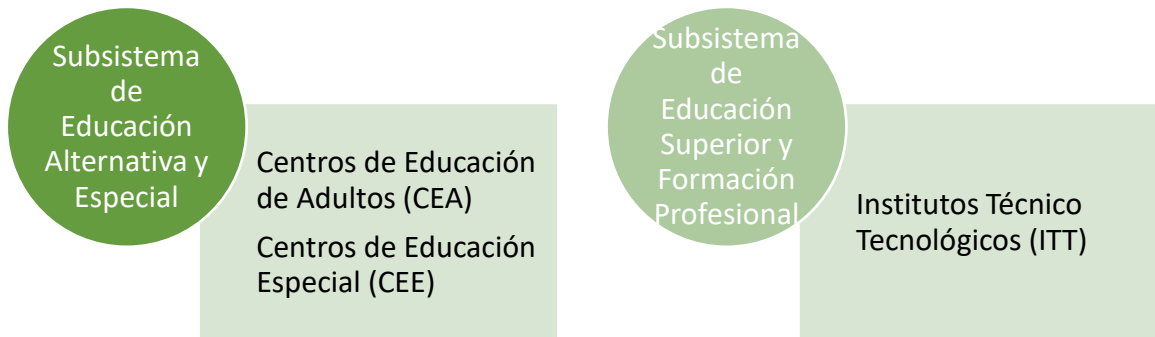 Subsistema
de
Educación
Alternativa y
Especial
Centros de Educación
de Adultos (CEA)
Centros de Educación
Especial (CEE)
Subsistema
de
Educación
Superior y
Formación
Profesional
Institutos Técnico
Tecnológicos (ITT)